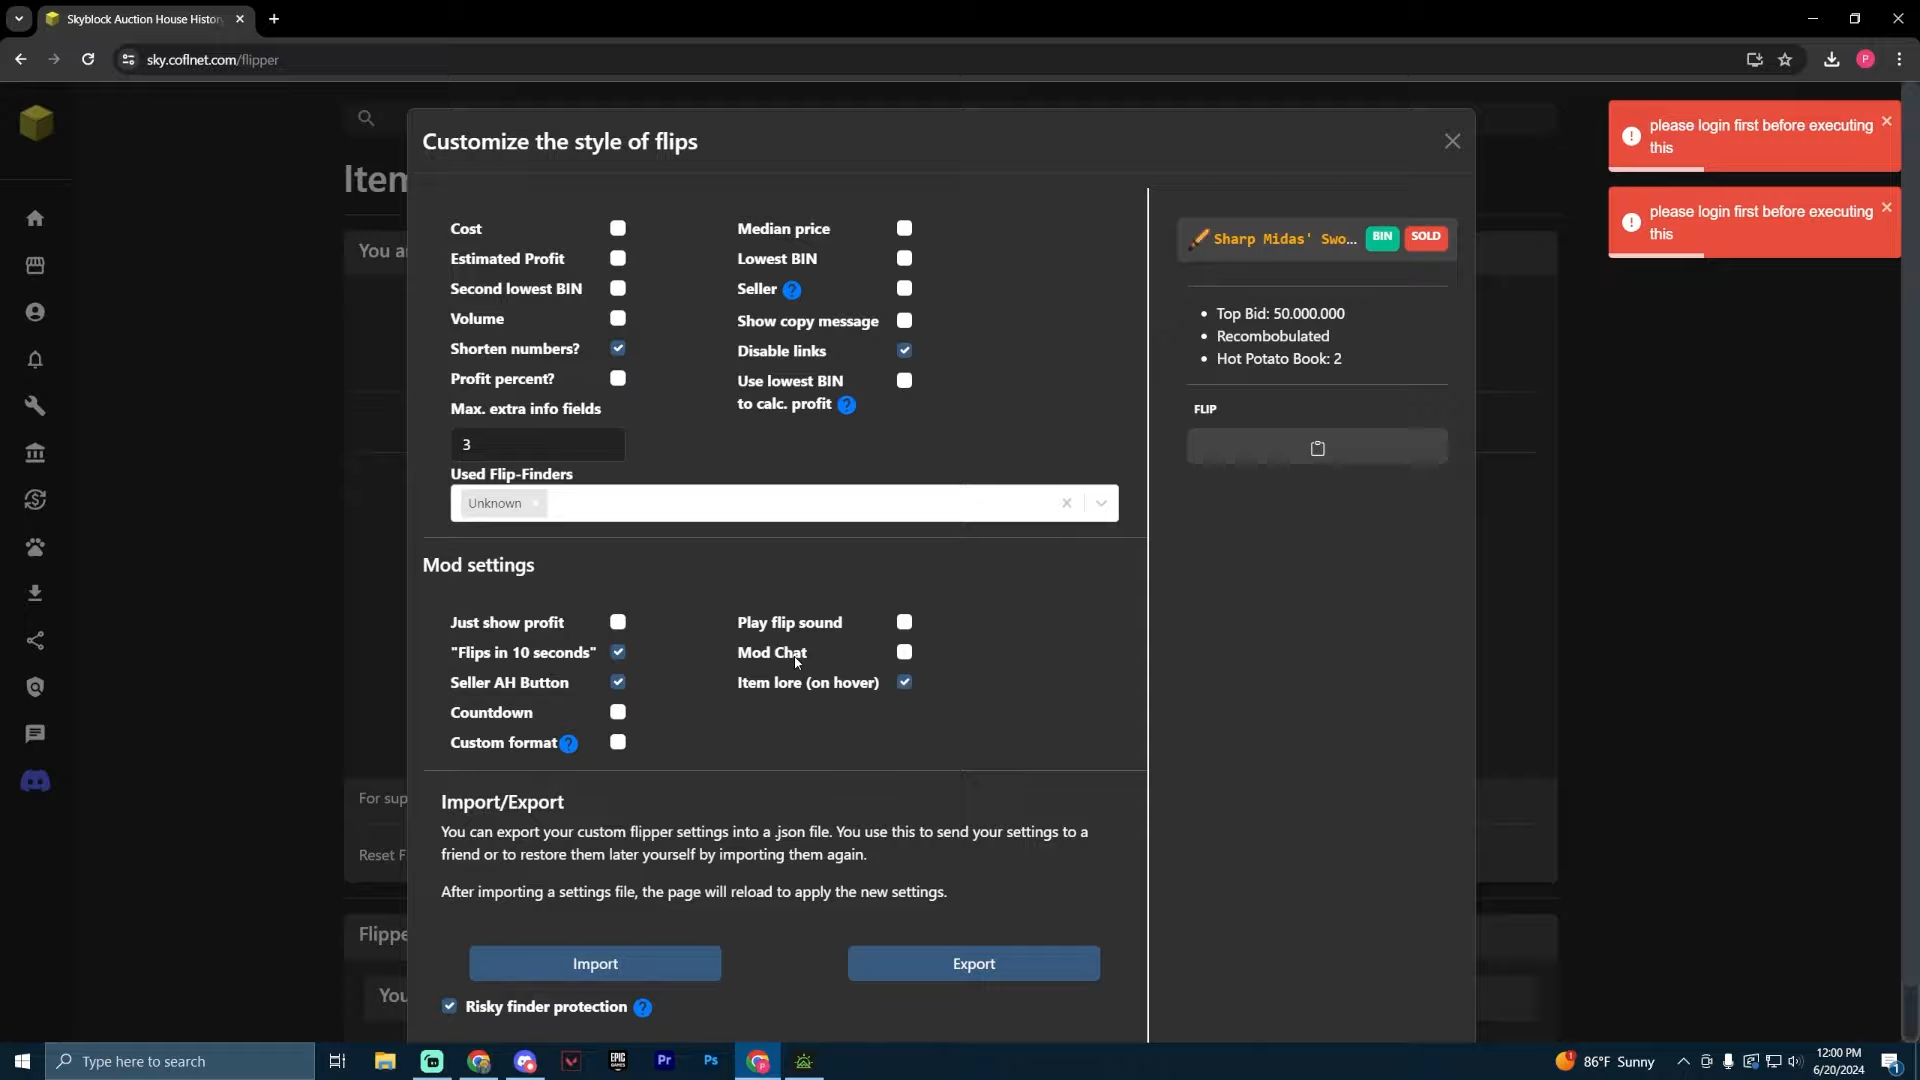 Skyblock Auction House Histor
sky.coflnet.com/flipper
P
Customize the style of flips
please login first before executing
this
please login first before executing
this
Item
You a
Cost
Median price
Estimated Profit
Lowest BIN
Second lowest BIN
Seller ?
Volume
Show copy message
Shorten numbers?
Disable links
Profit percent?
Use lowest BIN
to calc. profit ?
Max. extra info fields
3
Used Flip-Finders
Unknown
Sharp Midas' Swo... BIN SOLD
• Top Bid: 50.000.000
• Recombobulated
• Hot Potato Book: 2
FLIP
Mod settings
Just show profit
Play flip sound
"Flips in 10 seconds"
Mod Chat
Seller AH Button
Item lore (on hover)
Countdown
Custom format ?
For sup
Reset F
Flippe
You
Import/Export
You can export your custom flipper settings into a .json file. You use this to send your settings to a
friend or to restore them later yourself by importing them again.
After importing a settings file, the page will reload to apply the new settings.
Import
Export
Risky finder protection ?
Type here to search
EPIC
GAMES
Pr
Ps
P
86°F Sunny
12:00 PM
6/20/2024
1